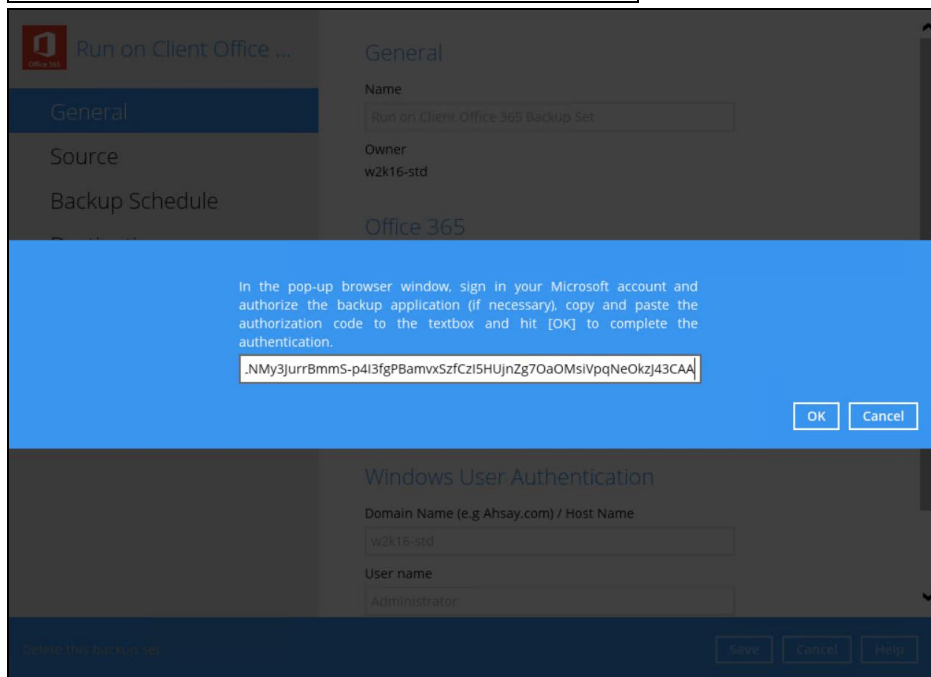 Office 365
Run on Client Office ...
General
Source
Backup Schedule
General
Name
Run on Client Office 365 Backup Set
Owner
w2k16-std
Office 365
In the pop-up browser window, sign in your Microsoft account and
authorize the backup application (if necessary), copy and paste the
authorization code to the textbox and hit [OK] to complete the
authentication.
.NMy3JurrBmmS-p4I3fgPBamvxSzfCzI5HUjnZg7OaOMsiVpqNeOkzJ43CAA
OK Cancel
Windows User Authentication
Domain Name (e.g Ahsay.com) / Host Name
w2k16-std
User name
Administrator
Delete this backup set
Save Cancel Help